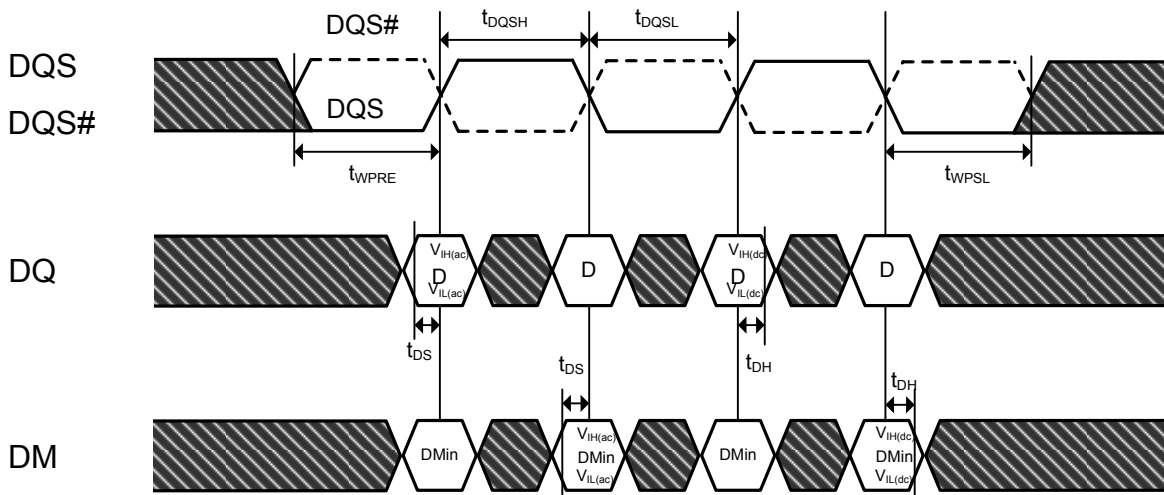 DQS#
tDQSH
tDQSL
DQS
DQS
DQS#
tWPRE
tWPSL
DQ
VIH(ac)
D
VIL(ac)
D
VIH(dc)
D
VIL(dc)
D
tDS
tDS
tDH
tDH
DM
DMin
VIH(ac)
DMin
VIL(ac)
DMin
VIH(dc)
DMin
VIL(dc)